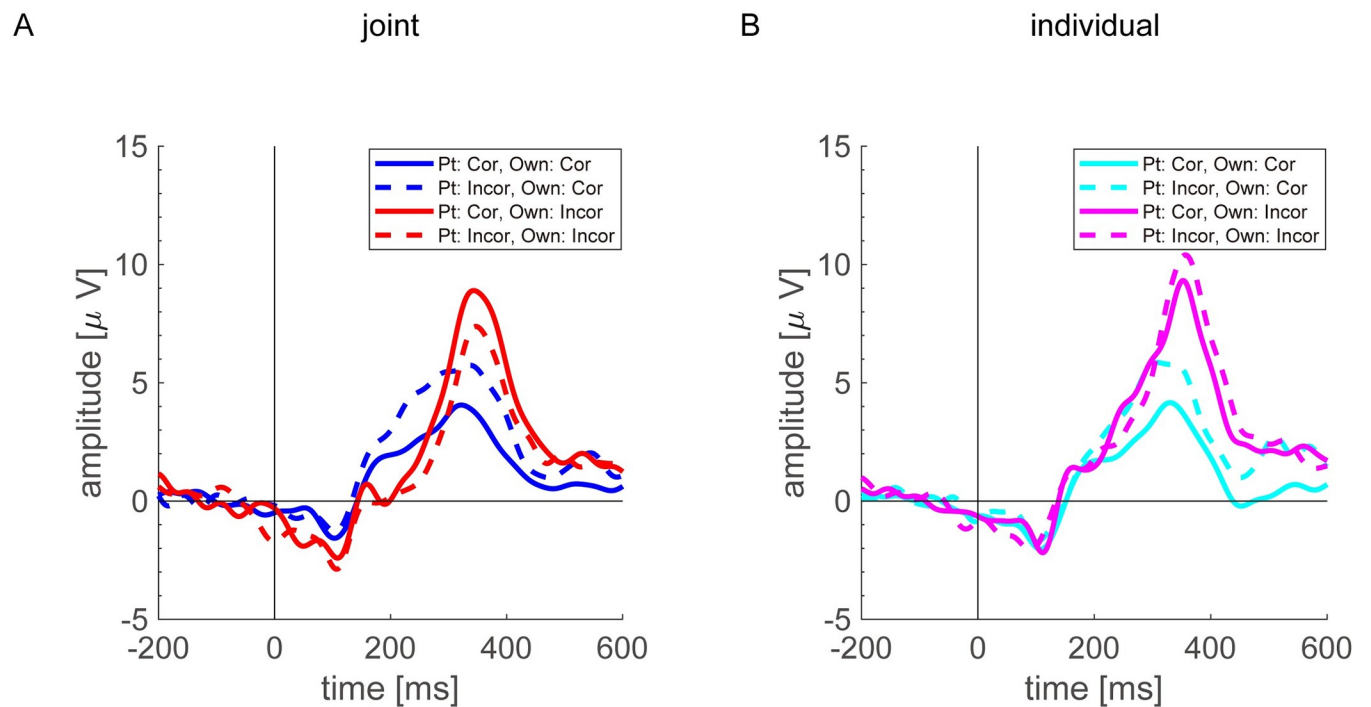 A
joint
15
10
5
0
-5
-200
0
200
400
600
amplitude [μ V]
time [ms]
Pt: Cor, Own: Cor
Pt: Incor, Own: Cor
Pt: Cor, Own: Incor
Pt: Incor, Own: Incor
B
individual
15
10
5
0
-5
-200
0
200
400
600
amplitude [μ V]
time [ms]
Pt: Cor, Own: Cor
Pt: Incor, Own: Cor
Pt: Cor, Own: Incor
Pt: Incor, Own: Incor